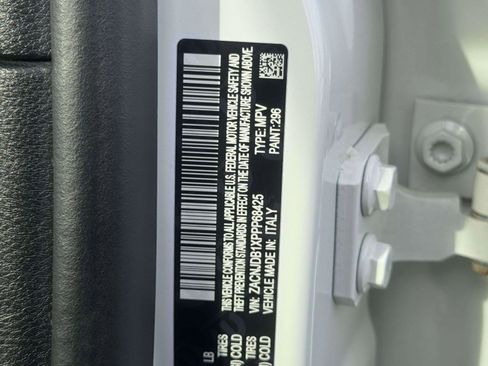 THIS VEHICLE CONFORMS TO ALL APPLICABLE U.S. FEDERAL MOTOR VEHICLE SAFETY AND
THEFT PREVENTION STANDARDS IN EFFECT ON THE DATE OF MANUFACTURE SHOWN ABOVE
VIN: ZACNJDB1XPPP68425 TYPE: MPV
VEHICLE MADE IN: ITALY PAINT: 296
LB
TIRES
COLD
TIRES
COLD